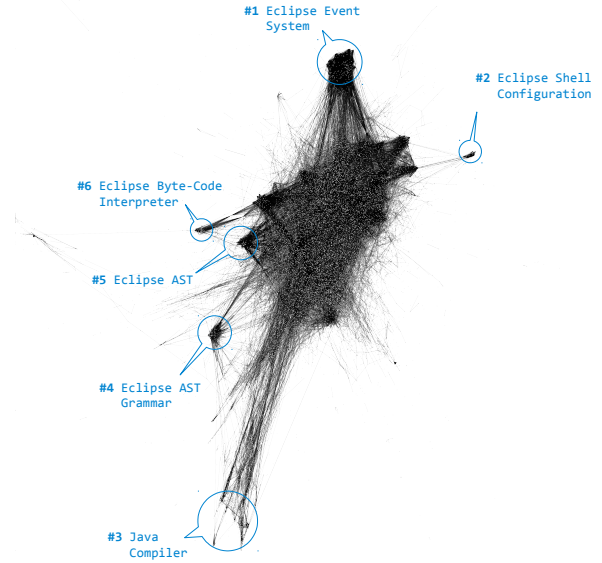 #1 Eclipse Event
System
#2 Eclipse Shell
Configuration
#6 Eclipse Byte-Code
Interpreter
#5 Eclipse AST
#4 Eclipse AST
Grammar
#3 Java
Compiler